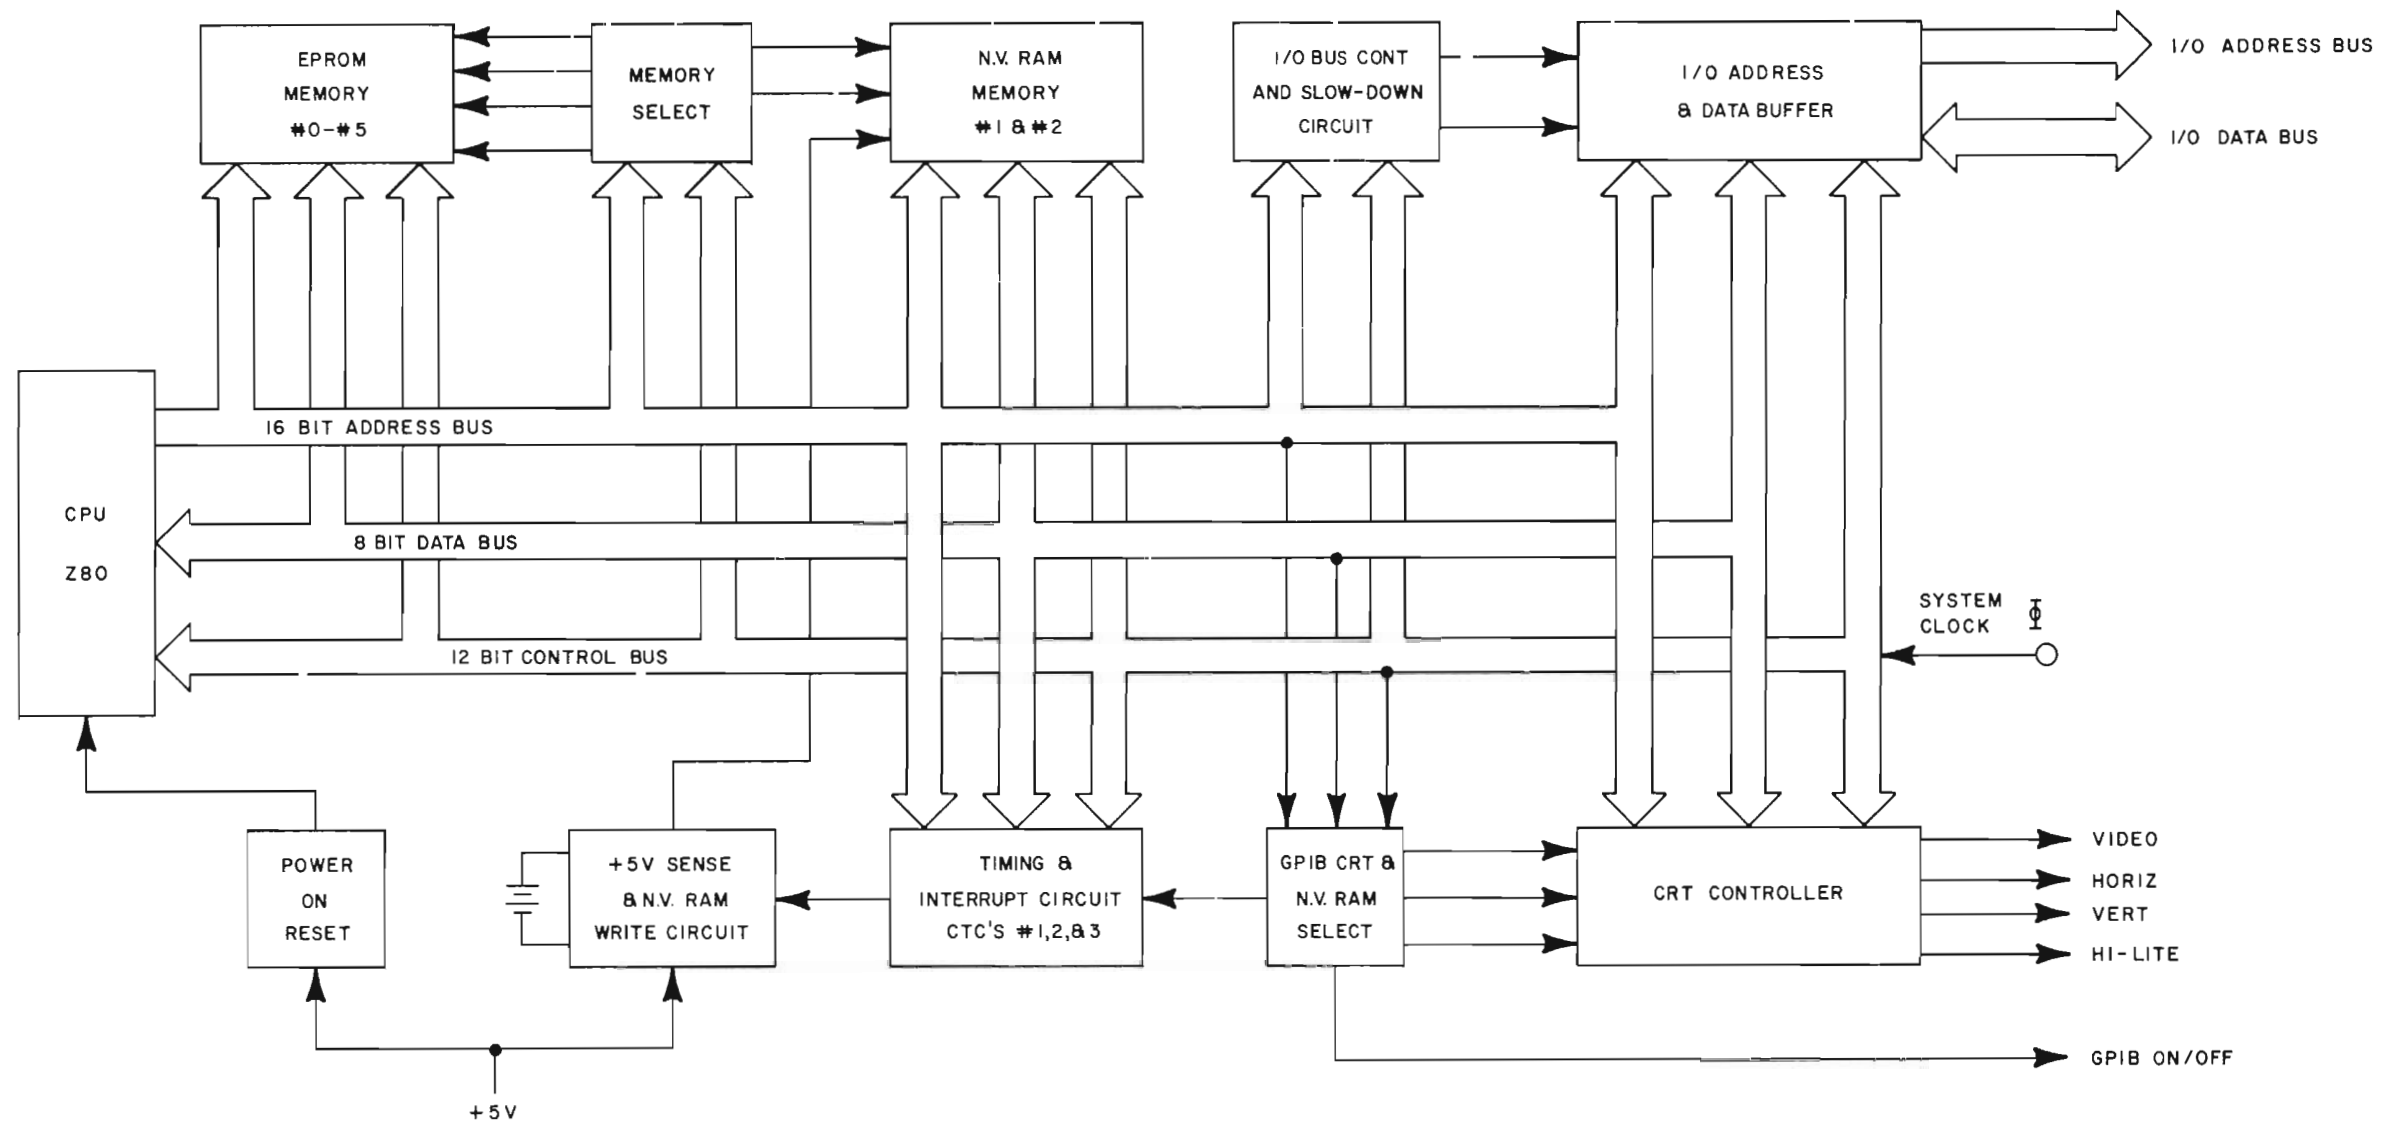 EPROM
MEMORY
#0-#5
MEMORY
SELECT
N.V. RAM
MEMORY
#1 & #2
I/O BUS CONT
AND SLOW-DOWN
CIRCUIT
I/O ADDRESS
& DATA BUFFER
I/O ADDRESS BUS
I/O DATA BUS
16 BIT ADDRESS BUS
CPU
Z80
8 BIT DATA BUS
12 BIT CONTROL BUS
SYSTEM
CLOCK Φ
POWER
ON
RESET
+5V SENSE
& N.V. RAM
WRITE CIRCUIT
TIMING &
INTERRUPT CIRCUIT
CTC'S #1,2,&3
GPIB CRT &
N.V. RAM
SELECT
CRT CONTROLLER
VIDEO
HORIZ
VERT
HI-LITE
GPIB ON/OFF
+5V